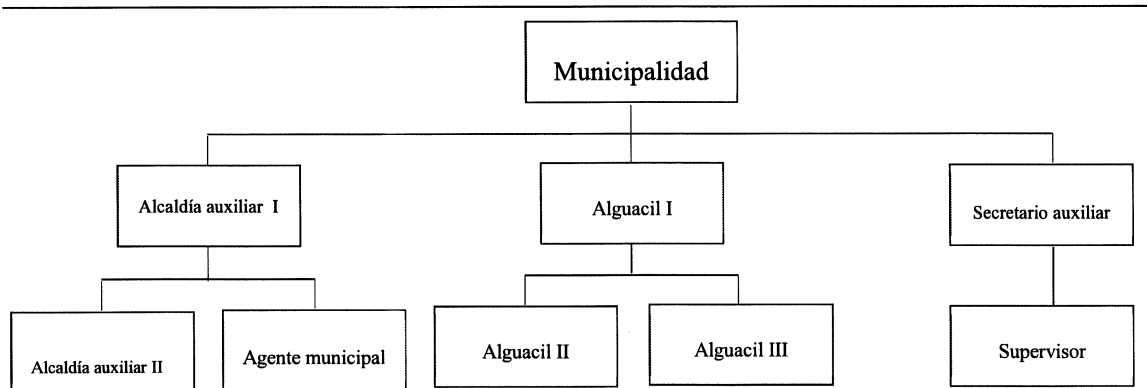 Municipalidad
Alcaldía auxiliar I
Alguacil I
Secretario auxiliar
Alcaldía auxiliar II
Agente municipal
Alguacil II
Alguacil III
Supervisor